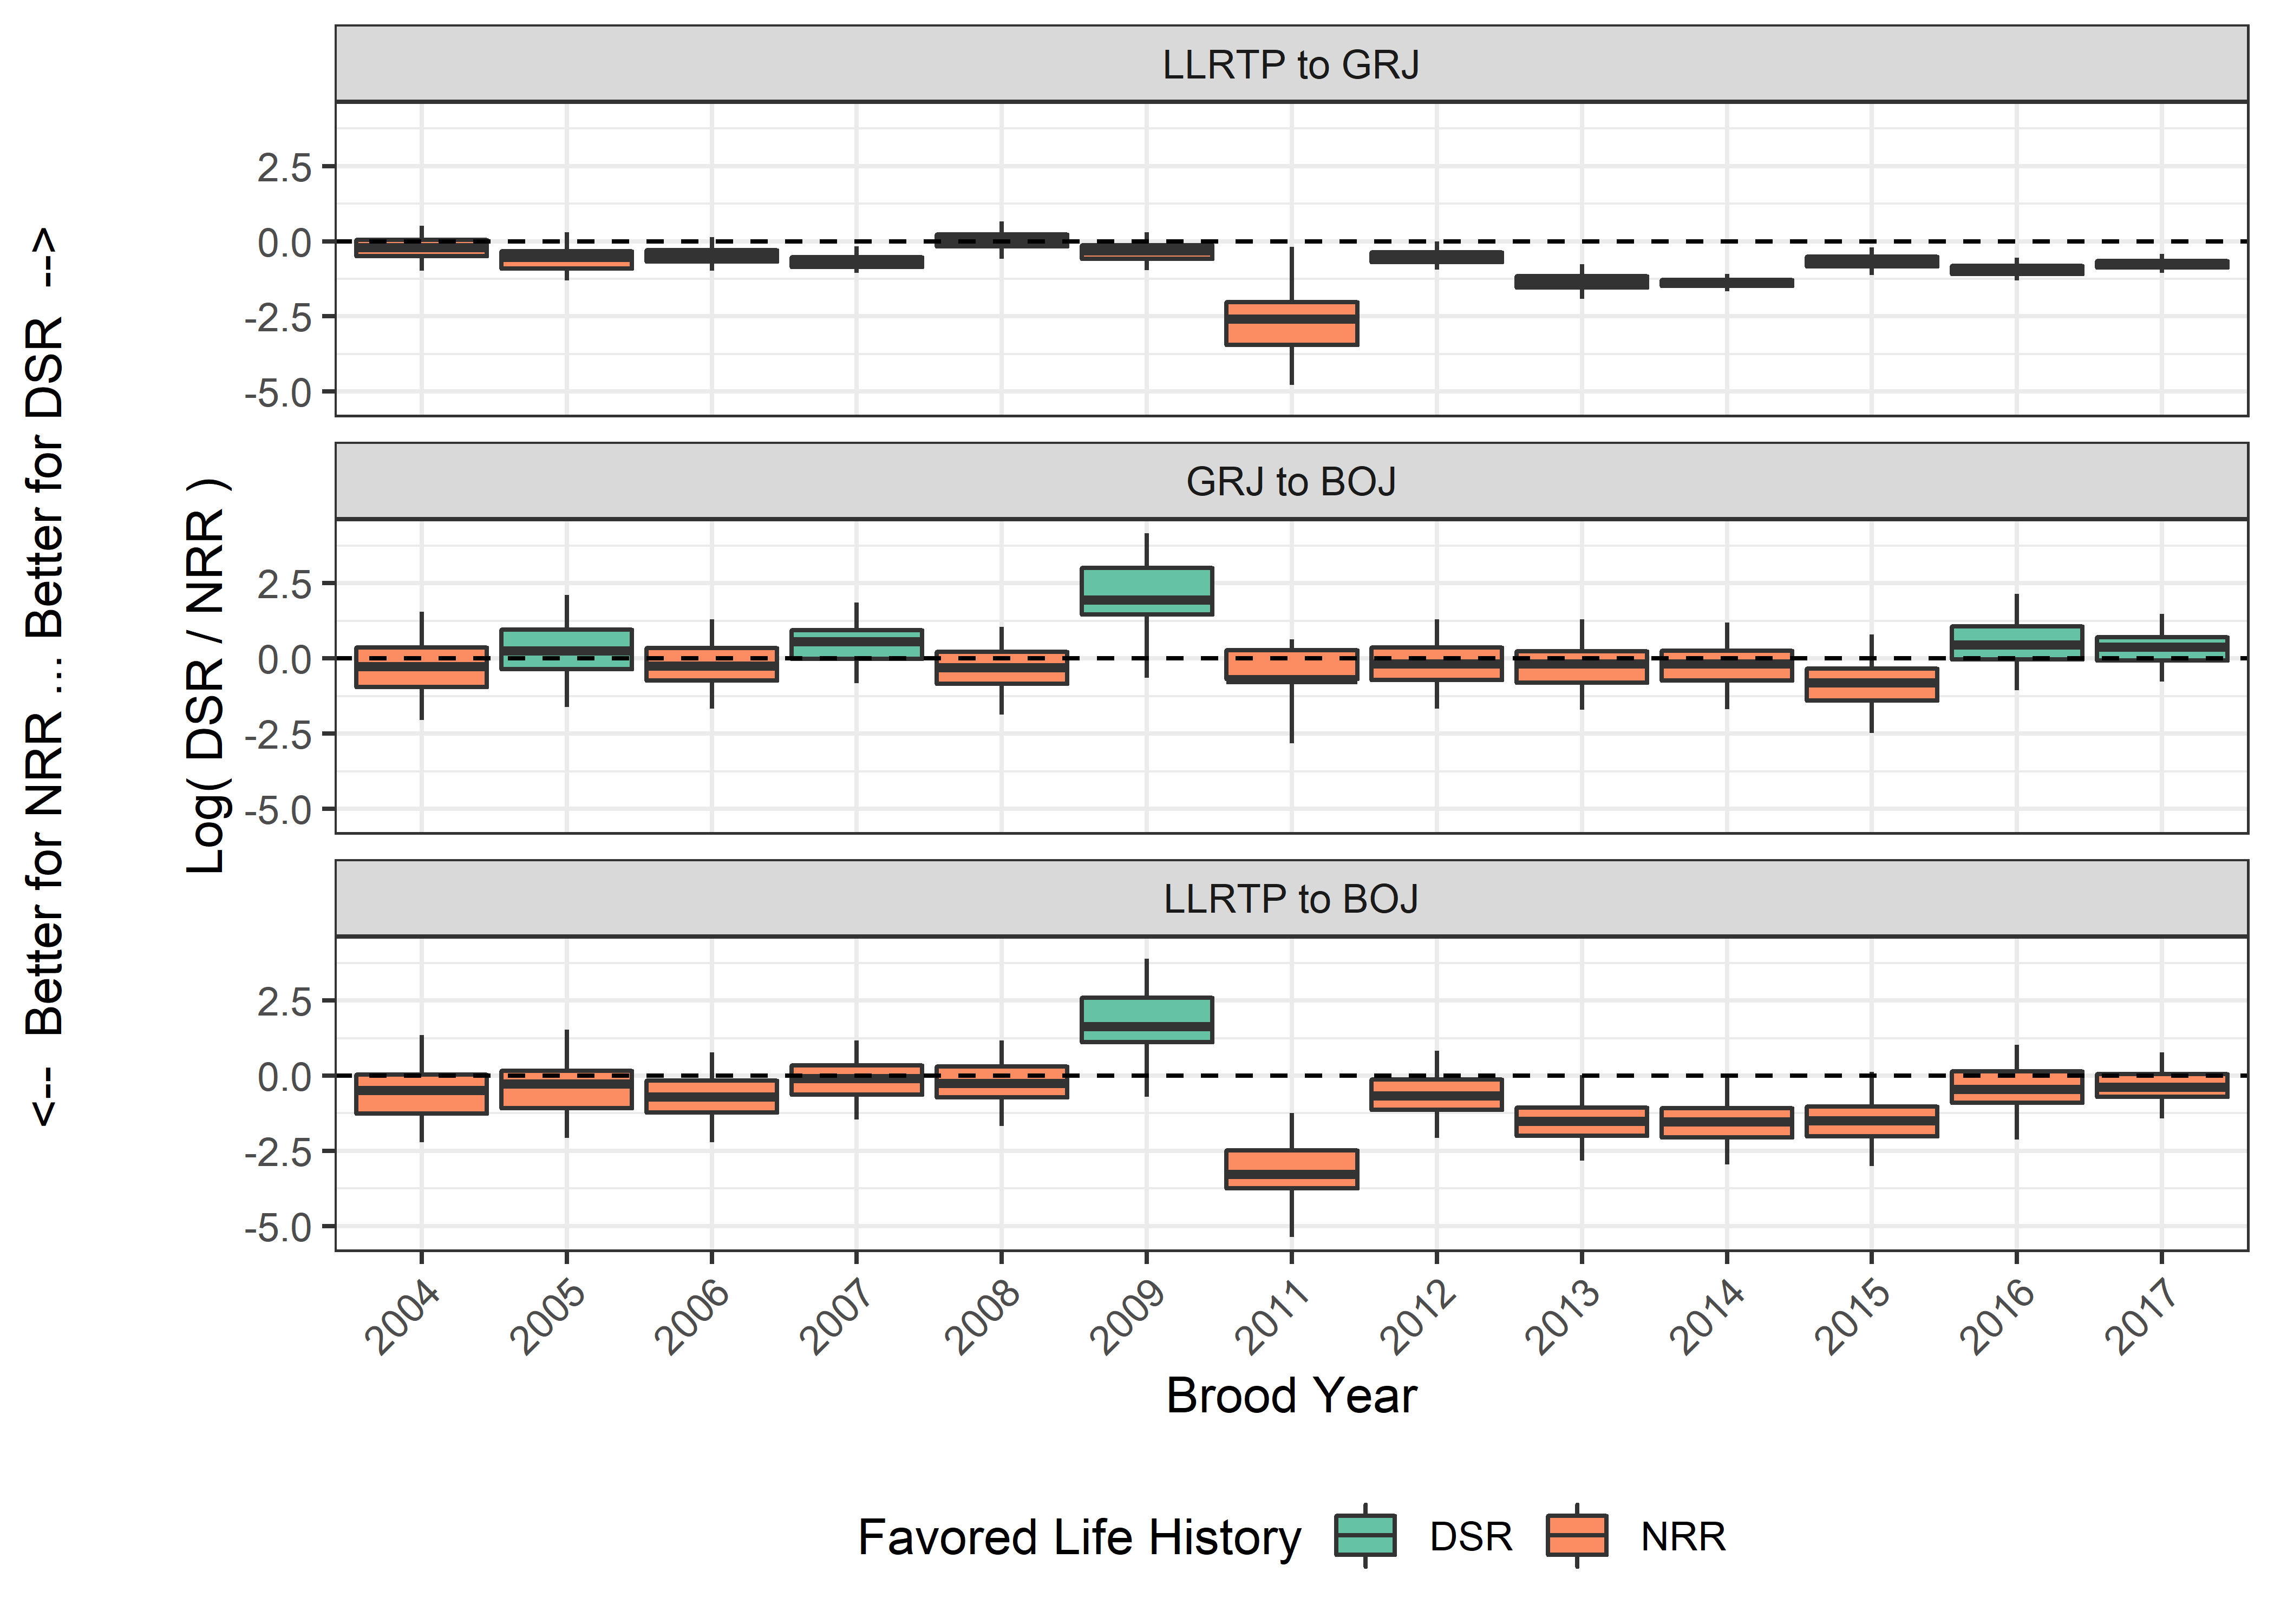 <-- Better for NRR ... Better for DSR -->
Log( DSR / NRR )
LLRTP to GRJ
2.5
0.0
-2.5
-5.0
GRJ to BOJ
2.5
0.0
-2.5
-5.0
LLRTP to BOJ
2.5
0.0
-2.5
-5.0
2004 2005 2006 2007 2008 2009 2011 2012 2013 2014 2015 2016 2017
Brood Year
Favored Life History DSR NRR